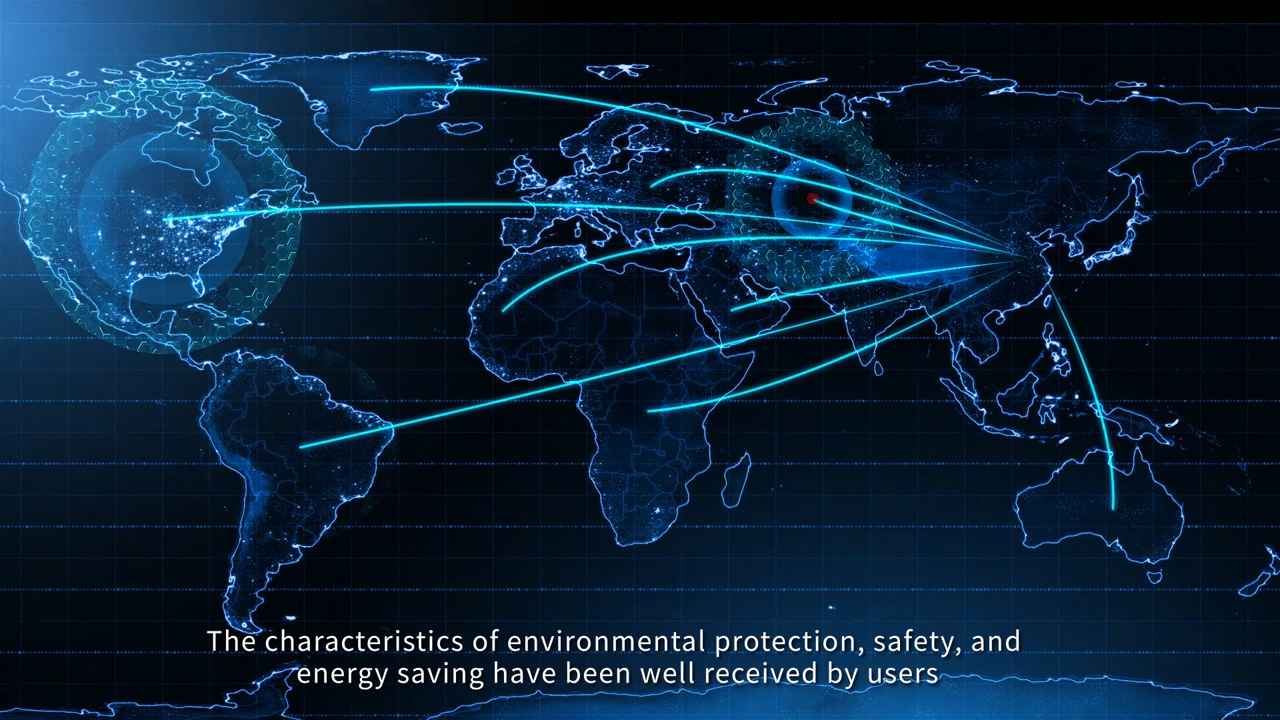 The characteristics of environmental protection, safety, and
energy saving have been well received by users